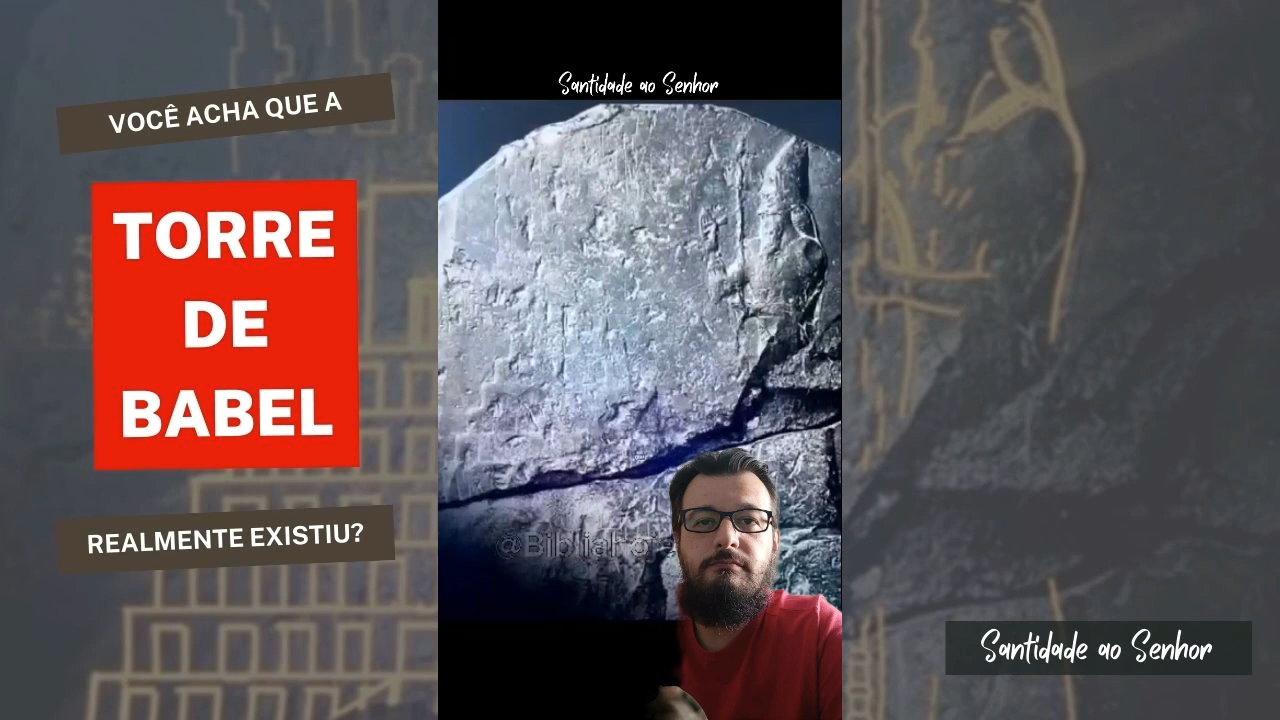 VOCÊ ACHA QUE A
TORRE
DE
BABEL
REALMENTE EXISTIU?
Santidade ao Senhor
Santidade ao Senhor